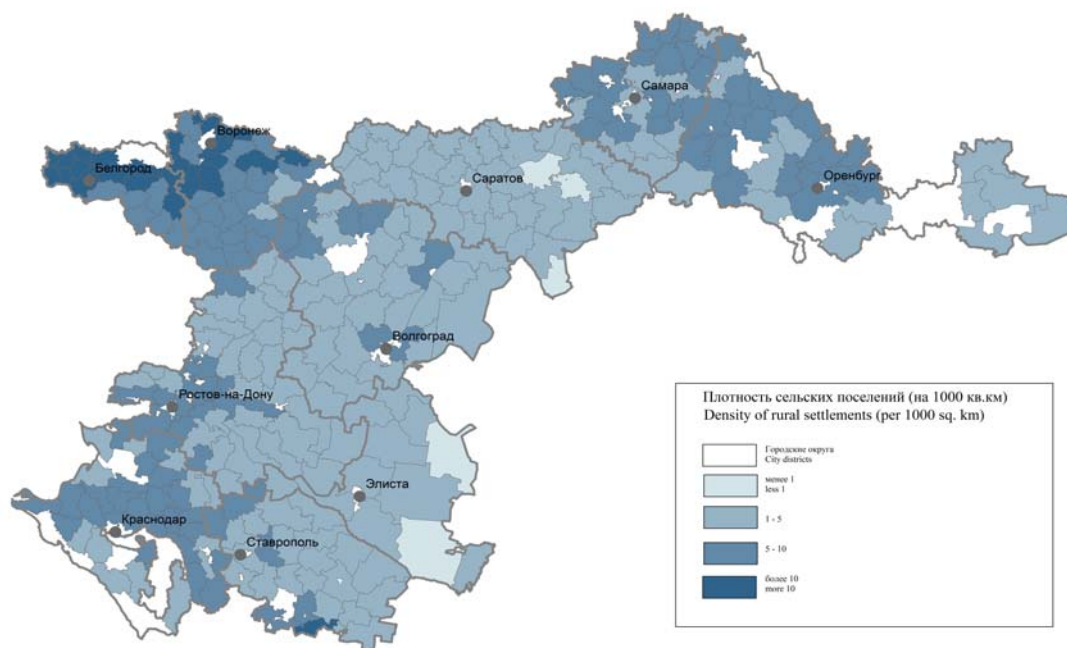 Самара
Воронеж
Белгород
Саратов
Оренбург
Волгоград
Ростов-на-Дону
Элиста
Краснодар
Ставрополь
Плотность сельских поселений (на 1000 кв.км)
Density of rural settlements (per 1000 sq. km)
Городские округа
City districts
менее 1
less 1
1 - 5
5 - 10
более 10
more 10